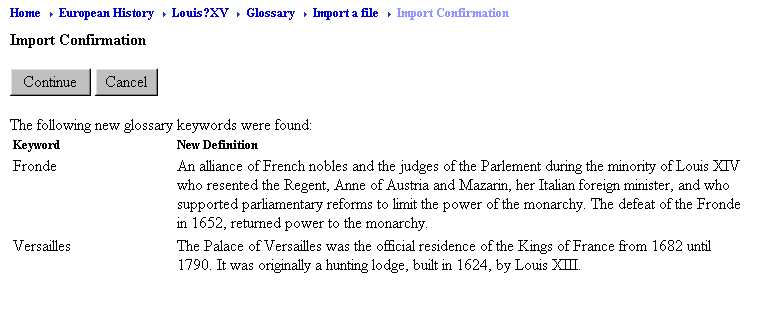 Home › European History › Louis?XV › Glossary › Import a file › Import Confirmation
Import Confirmation
Continue Cancel
The following new glossary keywords were found:
Keyword New Definition
Fronde An alliance of French nobles and the judges of the Parlement during the minority of Louis XIV
who resented the Regent, Anne of Austria and Mazarin, her Italian foreign minister, and who
supported parliamentary reforms to limit the power of the monarchy. The defeat of the Fronde
in 1652, returned power to the monarchy.
Versailles The Palace of Versailles was the official residence of the Kings of France from 1682 until
1790. It was originally a hunting lodge, built in 1624, by Louis XIII.